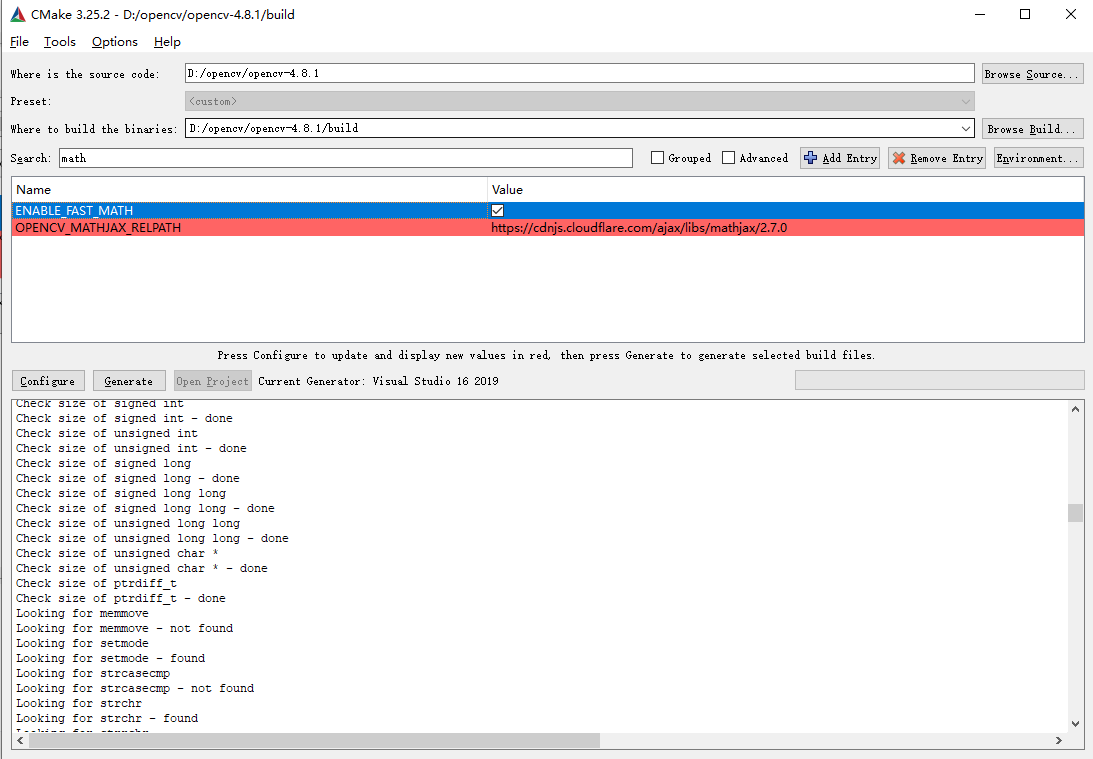 CMake 3.25.2 - D:/opencv/opencv-4.8.1/build
File Tools Options Help
Where is the source code: D:/opencv/opencv-4.8.1 Browse Source...
Preset: <custom>
Where to build the binaries: D:/opencv/opencv-4.8.1/build Browse Build...
Search: math Grouped Advanced Add Entry Remove Entry Environment...
Name Value
ENABLE_FAST_MATH
OPENCV_MATHJAX_RELPATH https://cdnjs.cloudflare.com/ajax/libs/mathjax/2.7.0
Press Configure to update and display new values in red, then press Generate to generate selected build files.
Configure Generate Open Project Current Generator: Visual Studio 16 2019
Check size of signed int
Check size of signed int - done
Check size of unsigned int
Check size of unsigned int - done
Check size of signed long
Check size of signed long - done
Check size of signed long long
Check size of signed long long - done
Check size of unsigned long long
Check size of unsigned long long - done
Check size of unsigned char *
Check size of unsigned char * - done
Check size of ptrdiff_t
Check size of ptrdiff_t - done
Looking for memmove
Looking for memmove - not found
Looking for setmode
Looking for setmode - found
Looking for strcasecmp
Looking for strcasecmp - not found
Looking for strchr
Looking for strchr - found